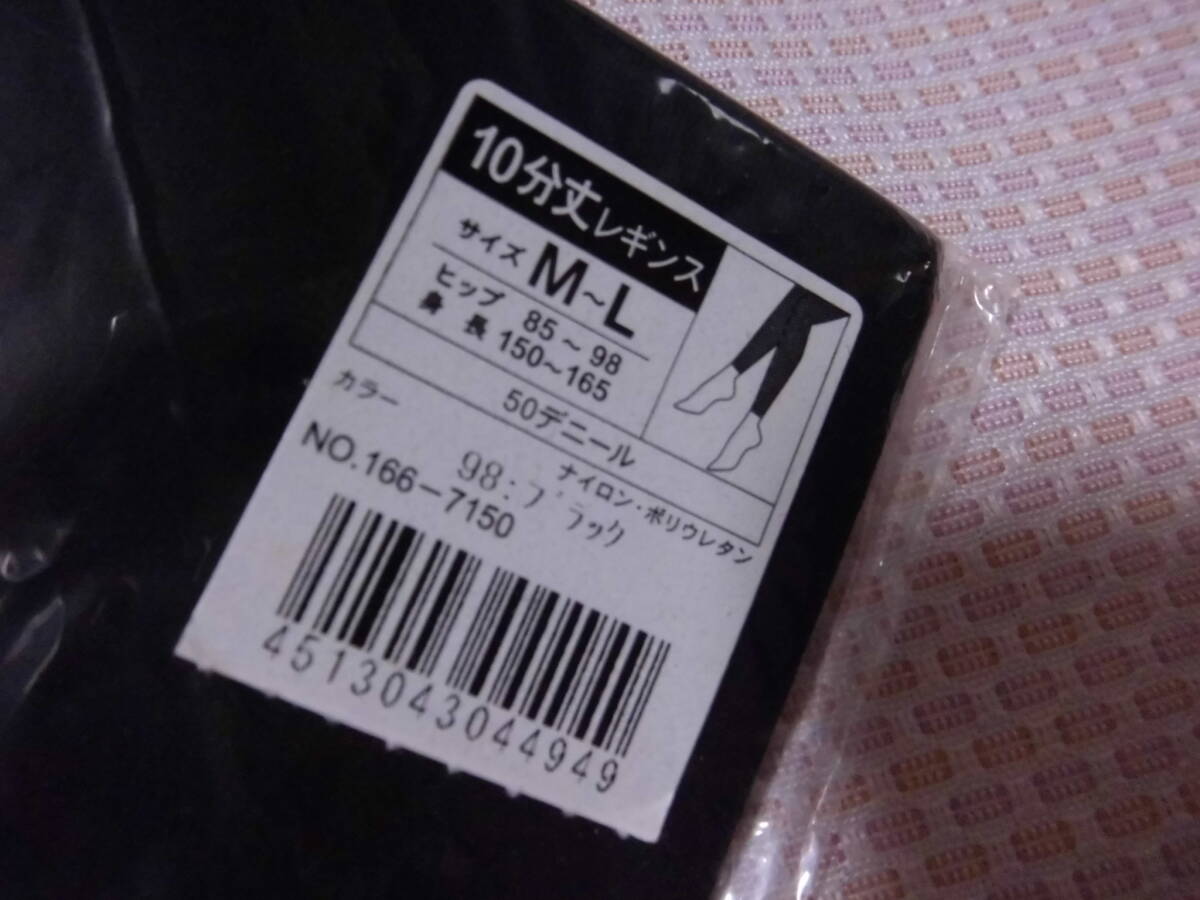 10分丈レギンス
サイズ M~L
ヒップ 85~98
身長 150~165
50デニール
ナイロン・ポリウレタン
カラー 98:ブラック
NO.166-7150
4513043044949